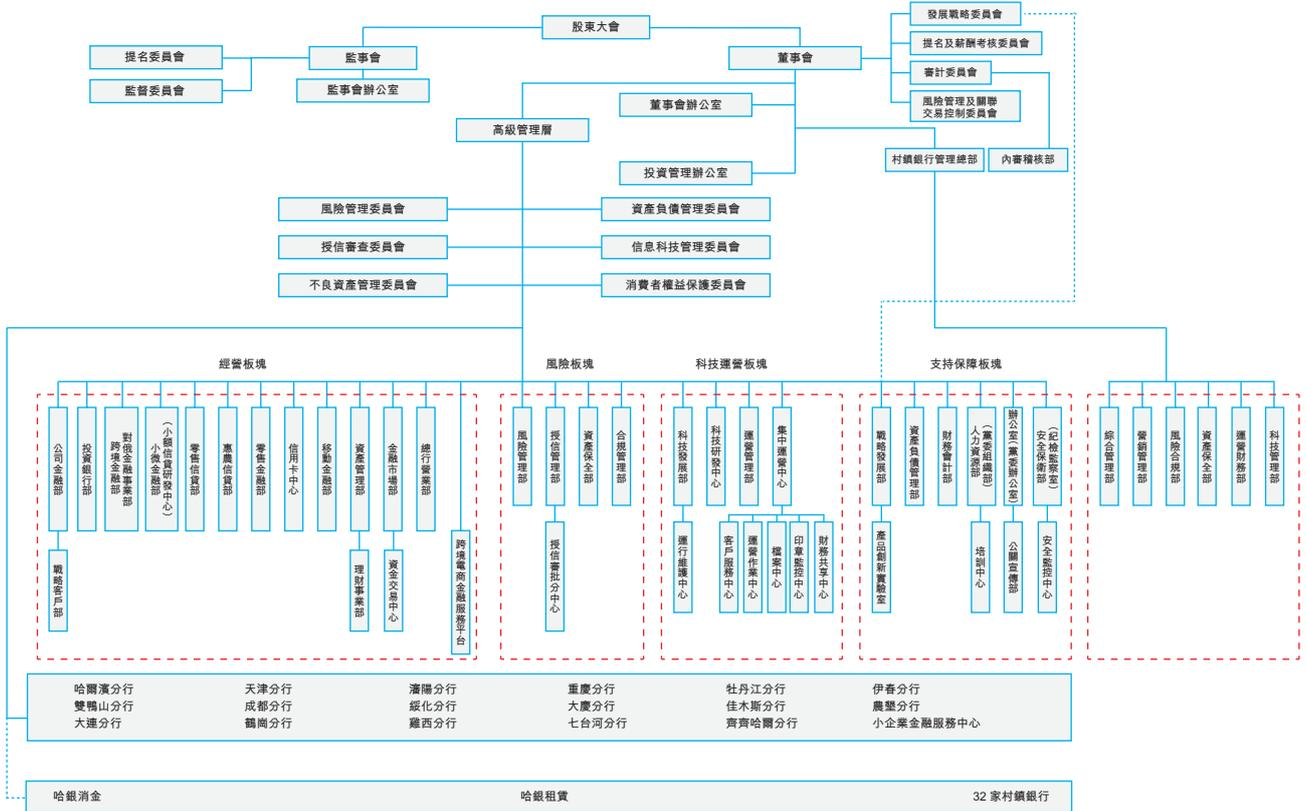 股東大會
發展戰略委員會
提名及薪酬考核委員會
提名委員會
監事會
董事會
審計委員會
監督委員會
監事會辦公室
董事會辦公室
風險管理及關聯
交易控制委員會
高級管理層
投資管理辦公室
村鎮銀行管理總部
內審稽核部
風險管理委員會
資產負債管理委員會
授信審查委員會
信息科技管理委員會
不良資產管理委員會
消費者權益保護委員會
經營板塊
風險板塊
科技運營板塊
支持保障板塊
公司金融部
投資銀行部
對俄金融事業部
跨境金融部
(小額信貸研發中心)
小微金融部
零售信貸部
惠農信貸部
零售金融部
信用卡中心
移動金融部
資產管理部
金融市場部
總行營業部
風險管理部
授信管理部
資產保全部
合規管理部
科技發展部
科技研發中心
運營管理部
集中運營中心
戰略發展部
資產負債管理部
財務會計部
(黨委組織部)
人力資源部
辦公室(黨委辦公室)
(紀檢監察室)
安全保衛部
綜合管理部
營銷管理部
風險合規部
資產保全部
運營財務部
科技管理部
戰略客戶部
理財事業部
資金交易中心
跨境電商金融服務平台
授信審批分中心
運行維護中心
客戶服務中心
運營作業中心
檔案中心
印章監控中心
財務共享中心
產品創新實驗室
培訓中心
公關宣傳部
安全監控中心
哈爾濱分行 天津分行 瀋陽分行 重慶分行 牡丹江分行 伊春分行
雙鴨山分行 成都分行 綏化分行 大慶分行 佳木斯分行 農墾分行
大連分行 鶴崗分行 雞西分行 七台河分行 齊齊哈爾分行 小企業金融服務中心
哈銀消金 哈銀租賃 32 家村鎮銀行